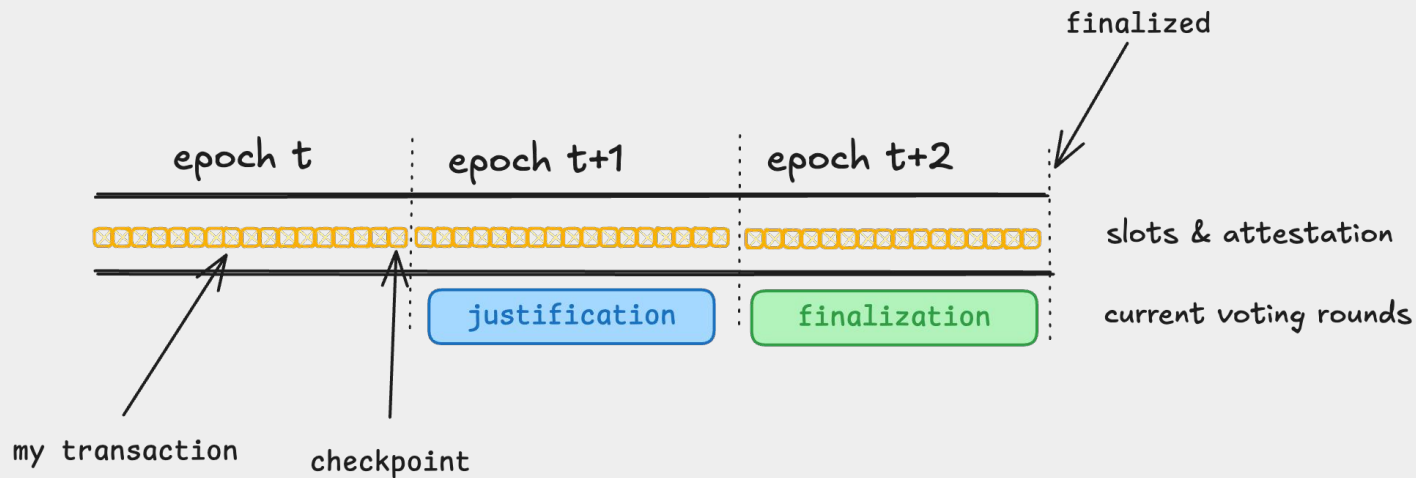 finalized
epoch t
epoch t+1
epoch t+2
slots & attestation
justification
finalization
current voting rounds
my transaction
checkpoint